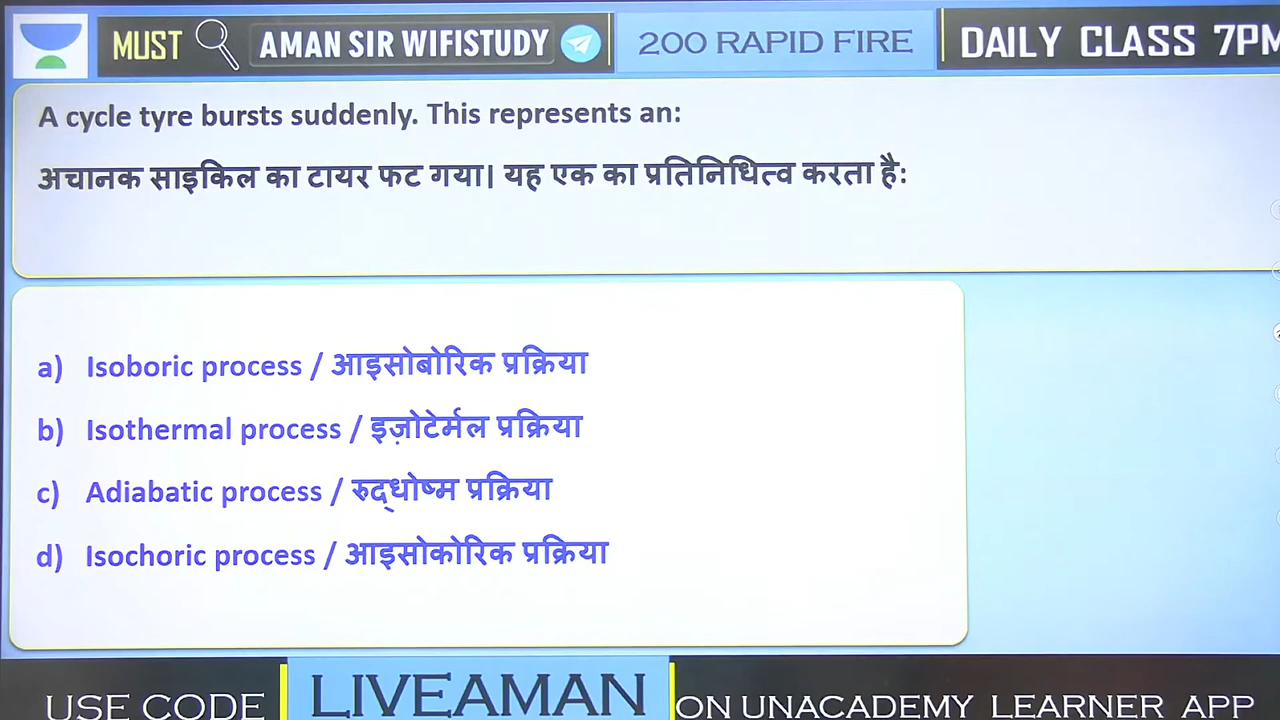 MUST AMAN SIR WIFISTUDY 200 RAPID FIRE DAILY CLASS 7PM
A cycle tyre bursts suddenly. This represents an:
अचानक साइकिल का टायर फट गया। यह एक का प्रतिनिधित्व करता है:
a) Isoboric process / आइसोबोरिक प्रक्रिया
b) Isothermal process / इज़ोटेर्मल प्रक्रिया
c) Adiabatic process / रुद्धोष्म प्रक्रिया
d) Isochoric process / आइसोकोरिक प्रक्रिया
USE CODE LIVEAMAN ON UNACADEMY LEARNER APP